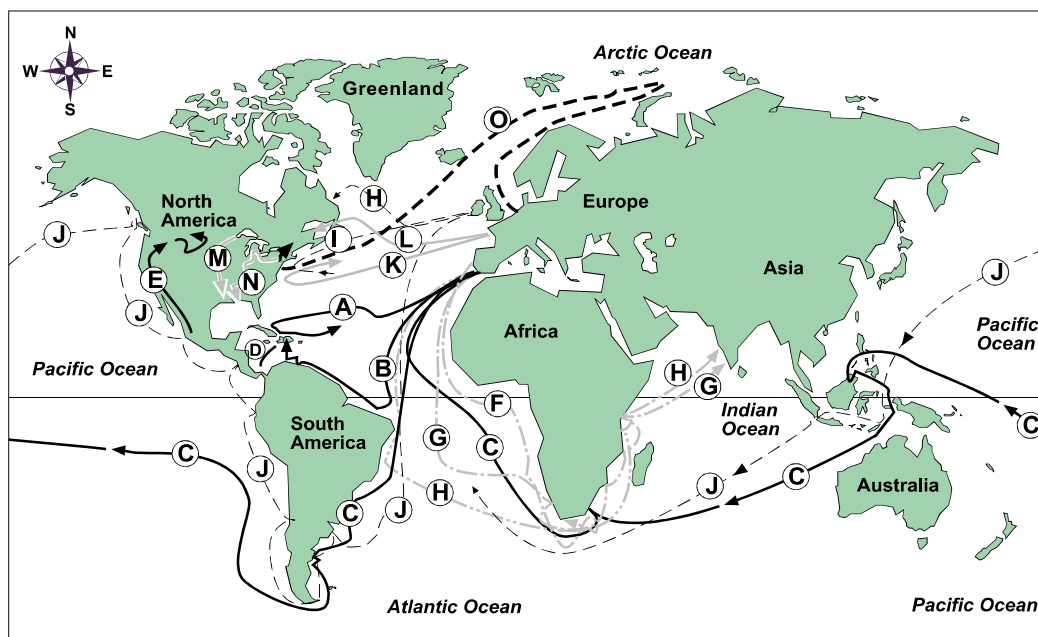 N
W E
S
Arctic Ocean
Greenland
O
H
North
America
Europe
J
I
L
M
K
E
N
Asia
J
J
A
Africa
D
Pacific
Ocean
Pacific Ocean
B
H
G
F
Indian
Ocean
C
South
America
G
C
C
J
C
H
J
Australia
C
J
Atlantic Ocean
Pacific Ocean